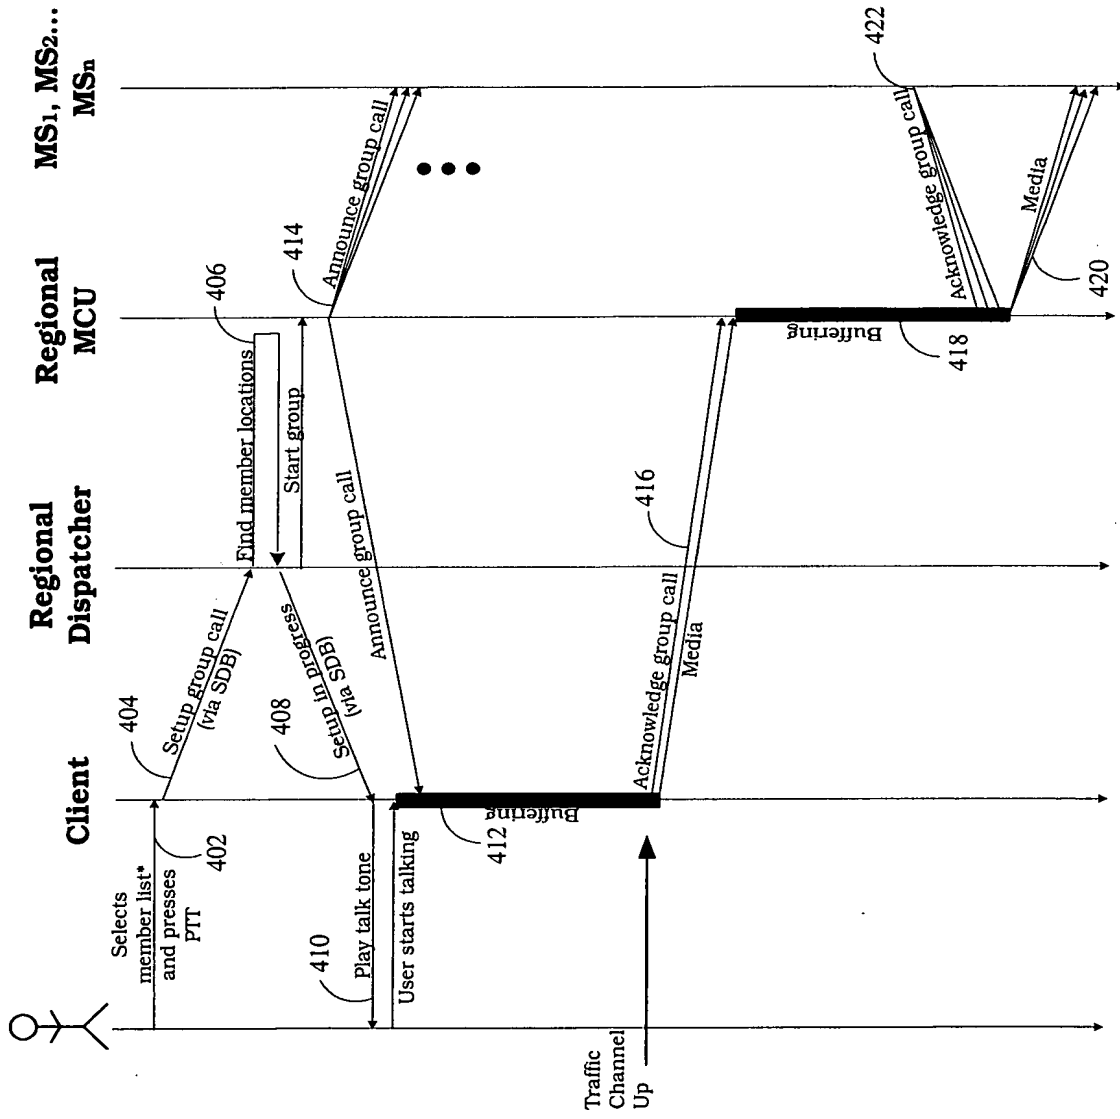 Client
Regional
Dispatcher
Regional
MCU
MS1, MS2...
MSn
Selects
member list*
and presses
PTT
402
404
Setup group call
(via SDB)
Find member locations
406
Start group
Setup in progress
(via SDB)
408
414
Announce group call
Announce group call
Play talk tone
410
User starts talking
Buffering
412
Traffic
Channel
Up
Acknowledge group call
416
Media
Buffering
418
Acknowledge group call
422
Media
420